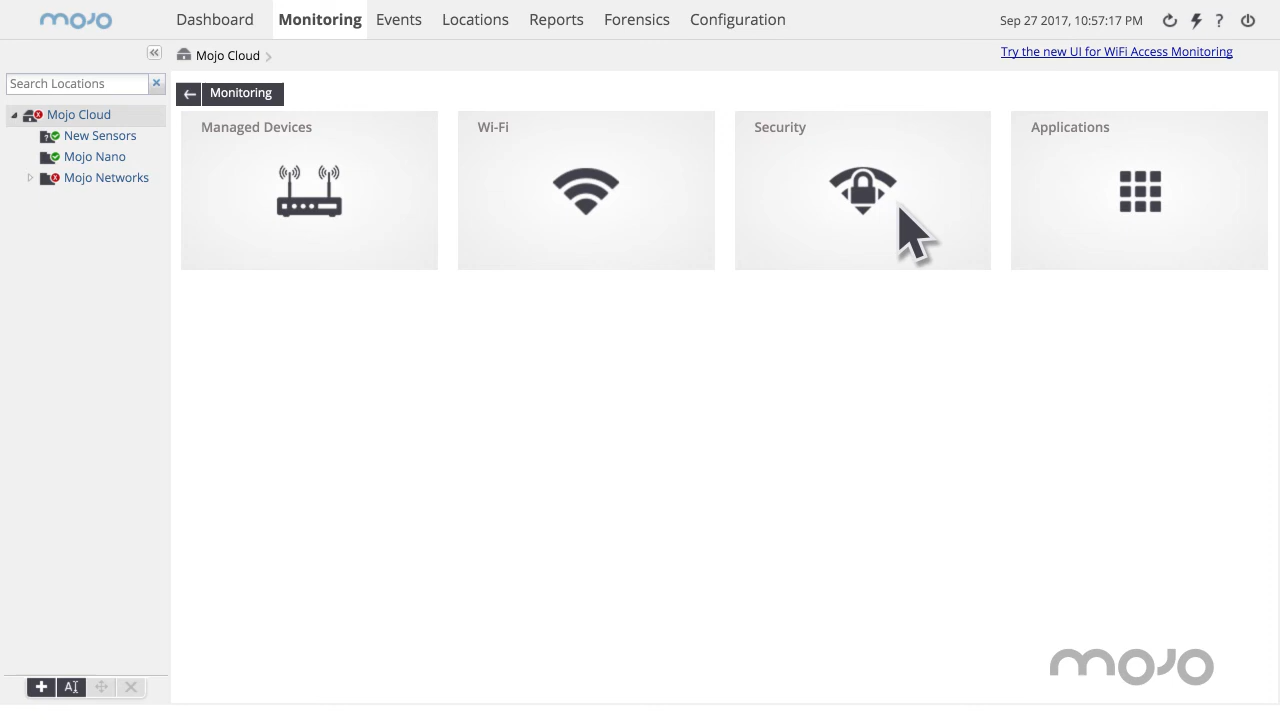 mojo
Dashboard
Monitoring
Events
Locations
Reports
Forensics
Configuration
Sep 27 2017, 10:57:17 PM
?
Mojo Cloud
Try the new UI for WiFi Access Monitoring
Search Locations
Monitoring
Mojo Cloud
New Sensors
Mojo Nano
Mojo Networks
Managed Devices
Wi-Fi
Security
Applications
AI
mojo